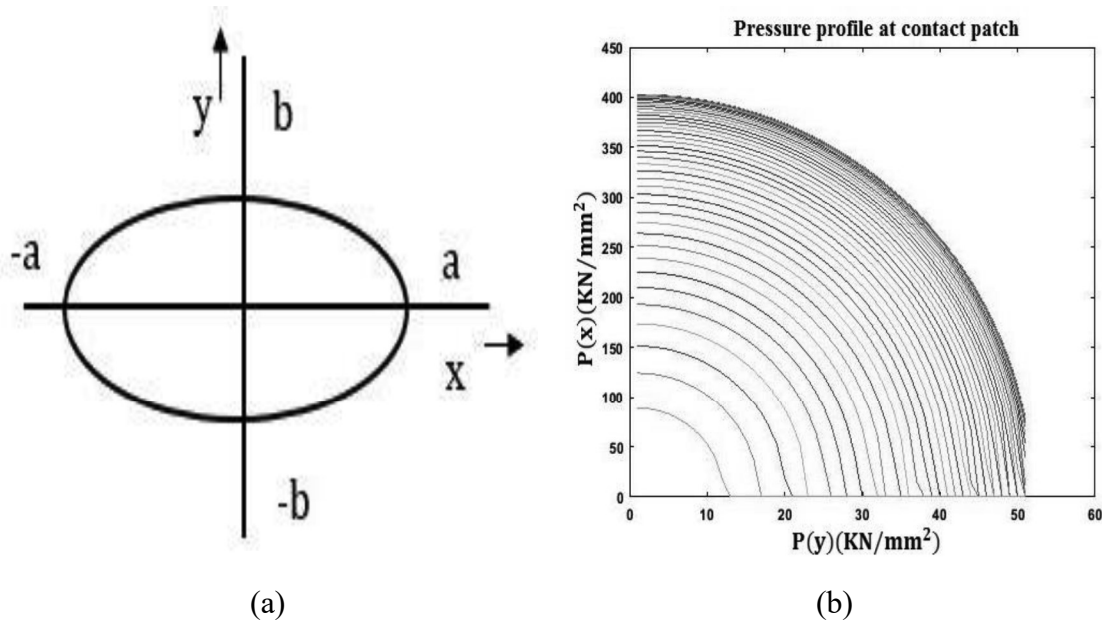 y
b
-a
a
x
-b
(a)
Pressure profile at contact patch
P(x)(KN/mm²)
450
400
350
300
250
200
150
100
50
0
0 10 20 30 40 50 60
P(y)(KN/mm²)
(b)